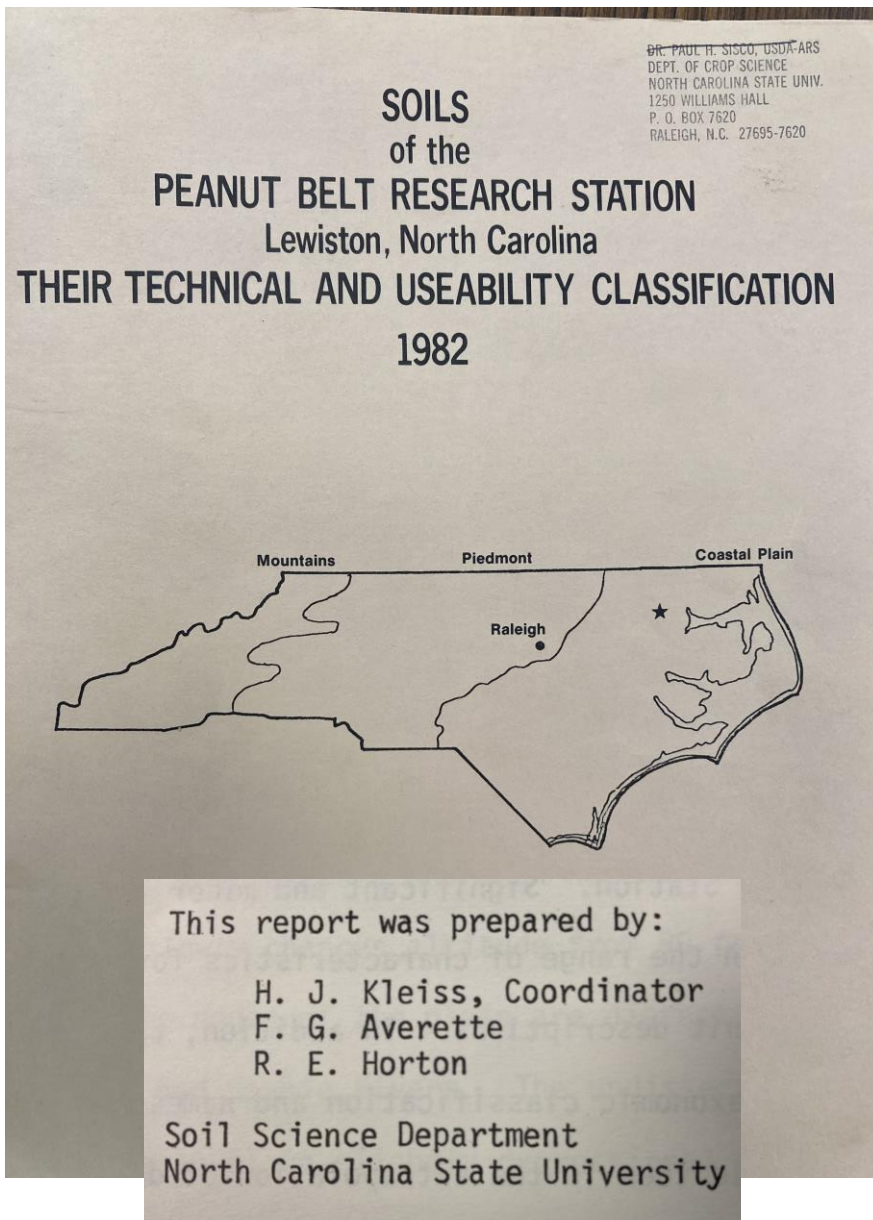 DR. PAUL H. SISCO, USDA-ARS
DEPT. OF CROP SCIENCE
NORTH CAROLINA STATE UNIV.
1250 WILLIAMS HALL
P. O. BOX 7620
RALEIGH, N.C. 27695-7620
SOILS
of the
PEANUT BELT RESEARCH STATION
Lewiston, North Carolina
THEIR TECHNICAL AND USEABILITY CLASSIFICATION
1982
Mountains Piedmont Coastal Plain
Raleigh
This report was prepared by:
H. J. Kleiss, Coordinator
F. G. Averette
R. E. Horton
Soil Science Department
North Carolina State University